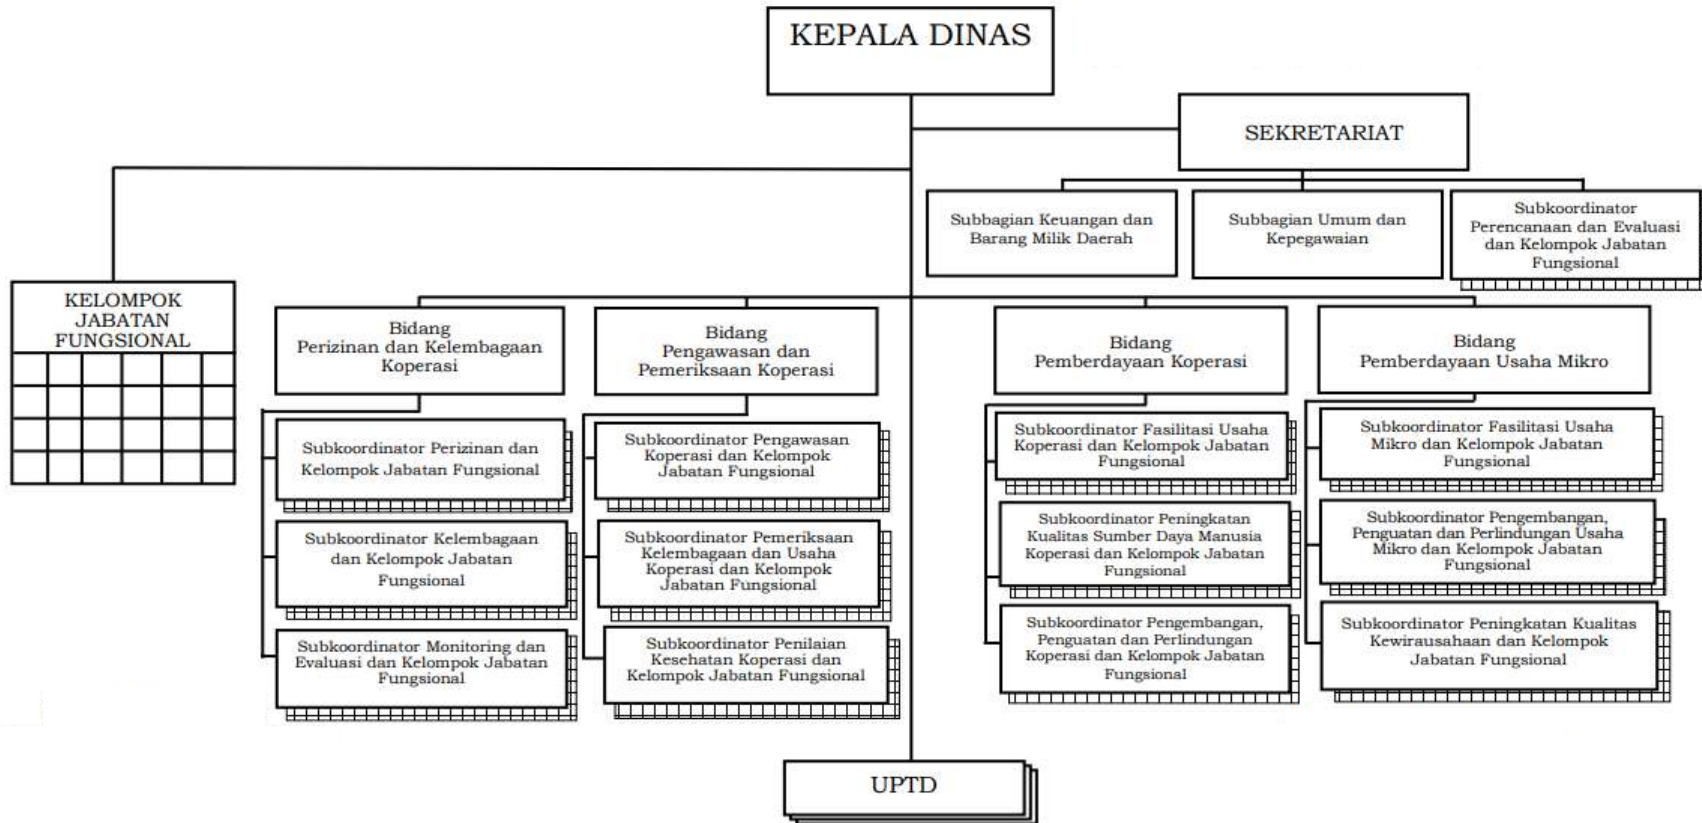 KEPALA DINAS
SEKRETARIAT
Subbagian Keuangan dan
Barang Milik Daerah
Subbagian Umum dan
Kepegawaian
Subkoordinator
Perencanaan dan Evaluasi
dan Kelompok Jabatan
Fungsional
KELOMPOK
JABATAN
FUNGSIONAL
Bidang
Perizinan dan Kelembagaan
Koperasi
Subkoordinator Perizinan dan
Kelompok Jabatan Fungsional
Subkoordinator Kelembagaan
dan Kelompok Jabatan
Fungsional
Subkoordinator Monitoring dan
Evaluasi dan Kelompok Jabatan
Fungsional
Bidang
Pengawasan dan
Pemeriksaan Koperasi
Subkoordinator Pengawasan
Koperasi dan Kelompok
Jabatan Fungsional
Subkoordinator Pemeriksaan
Kelembagaan dan Usaha
Koperasi dan Kelompok
Jabatan Fungsional
Subkoordinator Penilaian
Kesehatan Koperasi dan
Kelompok Jabatan Fungsional
Bidang
Pemberdayaan Koperasi
Subkoordinator Fasilitasi Usaha
Koperasi dan Kelompok Jabatan
Fungsional
Subkoordinator Peningkatan
Kualitas Sumber Daya Manusia
Koperasi dan Kelompok Jabatan
Fungsional
Subkoordinator Pengembangan,
Penguatan dan Perlindungan
Koperasi dan Kelompok Jabatan
Fungsional
Bidang
Pemberdayaan Usaha Mikro
Subkoordinator Fasilitasi Usaha
Mikro dan Kelompok Jabatan
Fungsional
Subkoordinator Pengembangan,
Penguatan dan Perlindungan Usaha
Mikro dan Kelompok Jabatan
Fungsional
Subkoordinator Peningkatan Kualitas
Kewirausahaan dan Kelompok
Jabatan Fungsional
UPTD